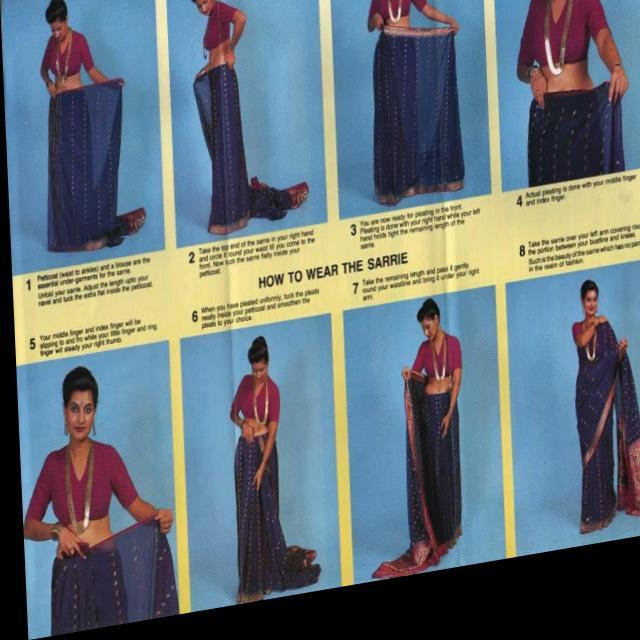 1 Petticoat (waist to ankles) and a blouse are the
essential under-garments for the sarrie.
Unfold your sarrie. Adjust the length upto your
navel and tuck the extra flat inside the petticoat.
2 Take the top end of the sarrie in your right hand
and circle it round your waist till you come to the
front. Now tuck the sarrie flatly inside your
petticoat.
3 You are now ready for pleating in the front.
Pleating is done with your right hand while your left
hand holds tight the remaining length of the
sarrie.
4 Actual pleating is done with your middle finger
and index finger.
HOW TO WEAR THE SARRIE
5 Your middle finger and index finger will be
slipping to and fro while your little finger and ring
finger will steady your right thumb.
6 When you have pleated uniformly, tuck the pleats
neatly inside your petticoat and smoothen the
pleats to your choice.
7 Take the remaining length and pass it gently
round your waistline and bring it under your right
arm.
8 Take the sarrie over your left arm covering
the portion between your bustline and
Such is the beauty of the sarrie which has no
in the realm of fashion.